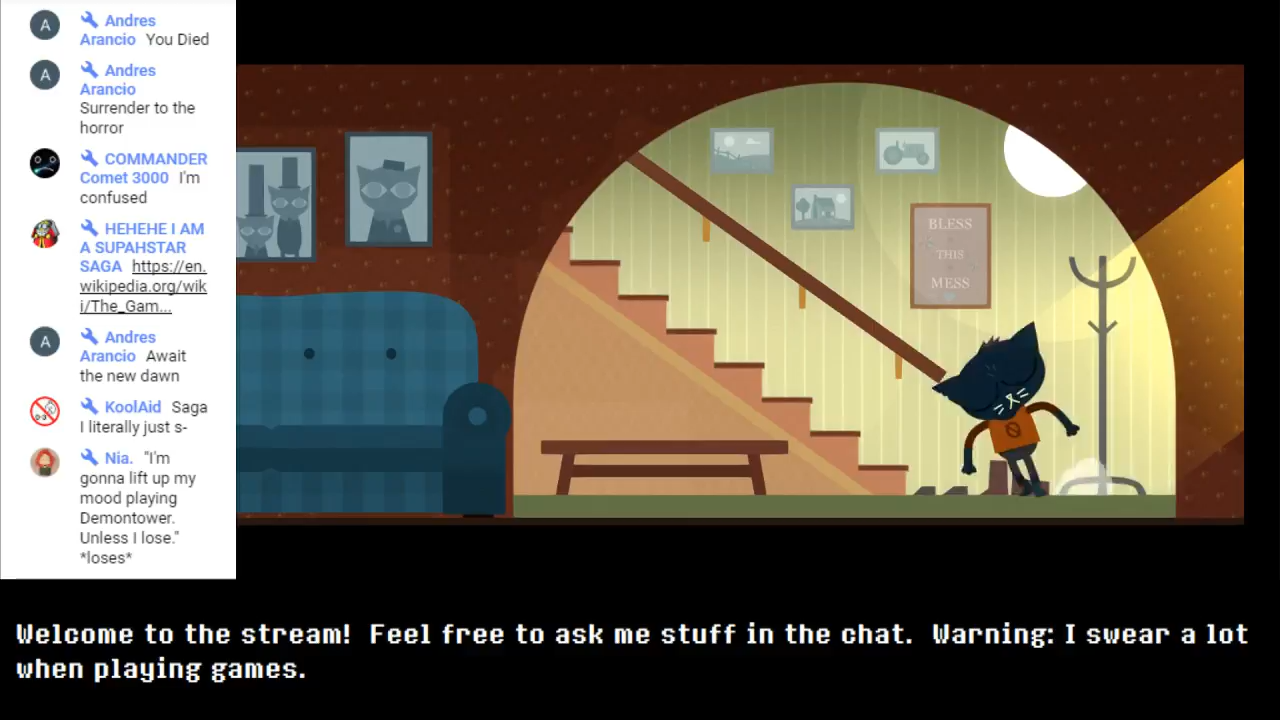 A
Andres
Arancio You Died
A
Andres
Arancio
Surrender to the
horror
COMMANDER
Comet 3000 I'm
confused
HEHEHE I AM
A SUPAHSTAR
SAGA https://en.
wikipedia.org/wik
i/The_Gam...
A
Andres
Arancio Await
the new dawn
KoolAid Saga
I literally just s-
Nia. "I'm
gonna lift up my
mood playing
Demontower.
Unless I lose."
*loses*
BLESS
THIS
MESS
Welcome to the stream! Feel free to ask me stuff in the chat. Warning: I swear a lot
when playing games.